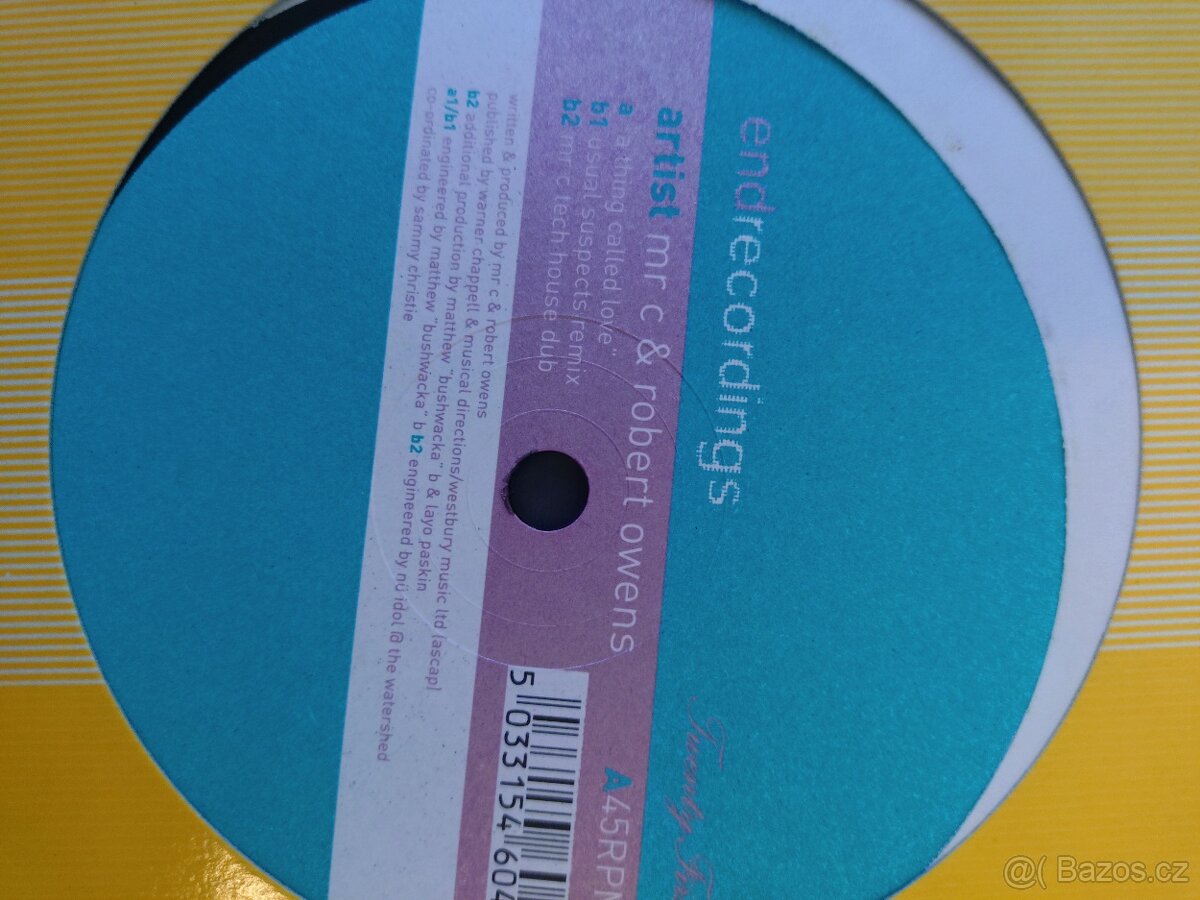 endrecordings
artist mr c & robert owens
a "a thing called love"
b1 usual suspects remix
b2 mr c tech house dub
written & produced by mr c & robert owens
published by warner chappell & musical directions/westbury music ltd (ascap)
b2 additional production by matthew "bushwacka" b & layo paskin
a1/b1 engineered by matthew "bushwacka" b b2 engineered by nu idol @ the watershed
co-ordinated by sammy christie
Twenty
A45RPM
5 033154 604
@( Bazos.cz